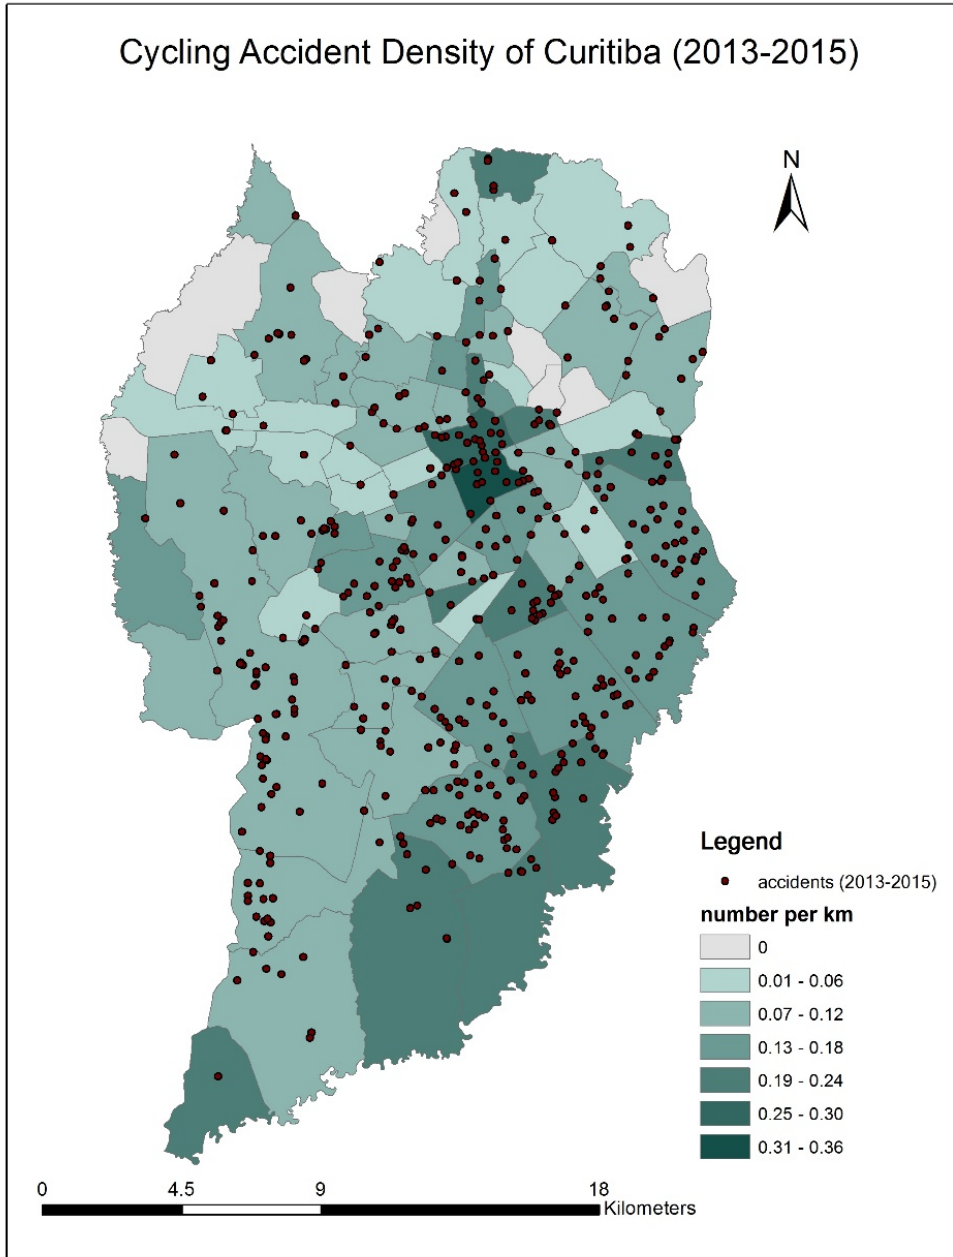 Cycling Accident Density of Curitiba (2013-2015)
N
Legend
accidents (2013-2015)
number per km
0
0.01 - 0.06
0.07 - 0.12
0.13 - 0.18
0.19 - 0.24
0.25 - 0.30
0.31 - 0.36
0 4.5 9 18
Kilometers